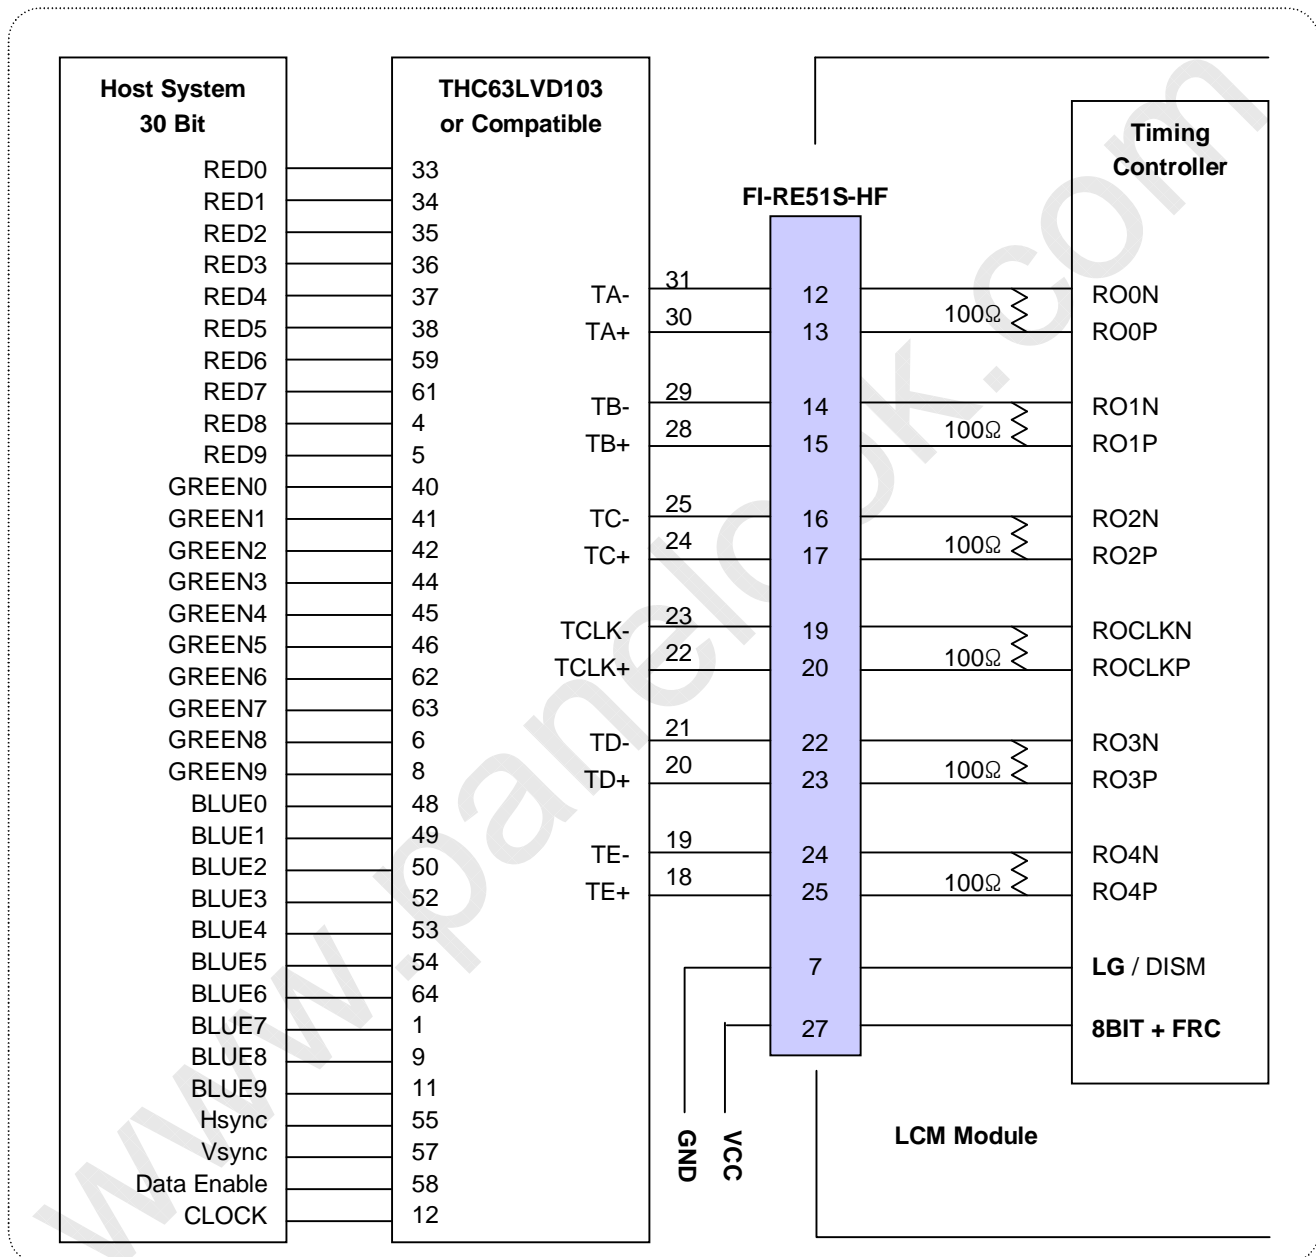 Host System
30 Bit
RED0
RED1
RED2
RED3
RED4
RED5
RED6
RED7
RED8
RED9
GREEN0
GREEN1
GREEN2
GREEN3
GREEN4
GREEN5
GREEN6
GREEN7
GREEN8
GREEN9
BLUE0
BLUE1
BLUE2
BLUE3
BLUE4
BLUE5
BLUE6
BLUE7
BLUE8
BLUE9
Hsync
Vsync
Data Enable
CLOCK
THC63LVD103
or Compatible
33
34
35
36
37
38
59
61
4
5
40
41
42
44
45
46
62
63
6
8
48
49
50
52
53
54
64
1
9
11
55
57
58
12
TA-
TA+
TB-
TB+
TC-
TC+
TCLK-
TCLK+
TD-
TD+
TE-
TE+
31
30
29
28
25
24
23
22
21
20
19
18
GND
VCC
FI-RE51S-HF
12
13
14
15
16
17
19
20
22
23
24
25
7
27
100Ω
100Ω
100Ω
100Ω
100Ω
100Ω
Timing
Controller
RO0N
RO0P
RO1N
RO1P
RO2N
RO2P
ROCLKN
ROCLKP
RO3N
RO3P
RO4N
RO4P
LG / DISM
8BIT + FRC
LCM Module
www.panelook.com